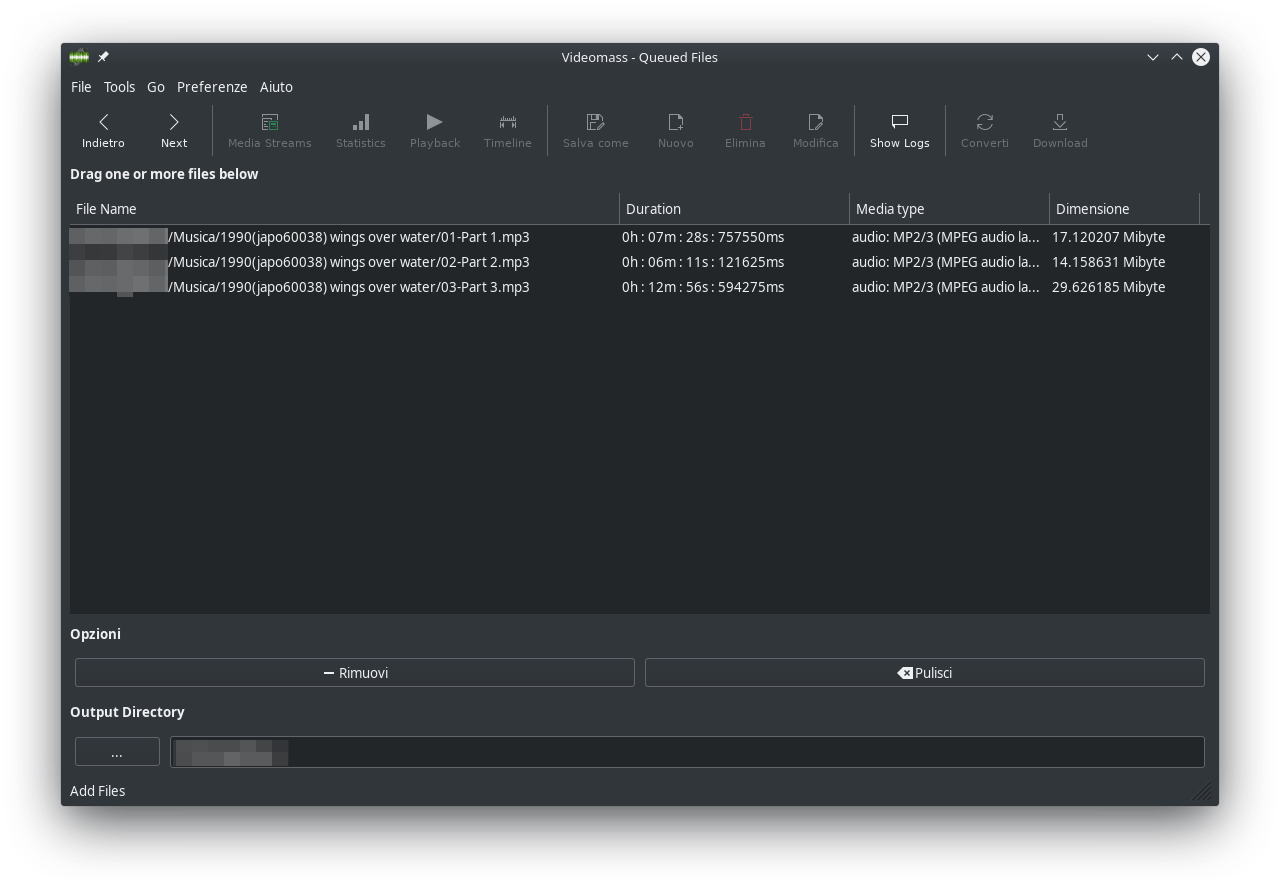 Videomass - Queued Files
File Tools Go Preferenze Aiuto
Indietro Next Media Streams Statistics Playback Timeline Salva come Nuovo Elimina Modifica Show Logs Converti Download
Drag one or more files below
File Name Duration Media type Dimensione
/Musica/1990(japo60038) wings over water/01-Part 1.mp3 0h : 07m : 28s : 757550ms audio: MP2/3 (MPEG audio la... 17.120207 Mibyte
/Musica/1990(japo60038) wings over water/02-Part 2.mp3 0h : 06m : 11s : 121625ms audio: MP2/3 (MPEG audio la... 14.158631 Mibyte
/Musica/1990(japo60038) wings over water/03-Part 3.mp3 0h : 12m : 56s : 594275ms audio: MP2/3 (MPEG audio la... 29.626185 Mibyte
Opzioni
Rimuovi Pulisci
Output Directory
...
Add Files